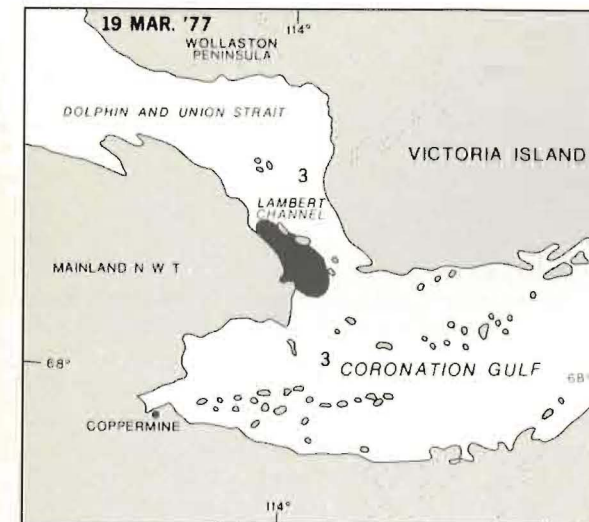 19 MAR. '77
114°
WOLLASTON
PENINSULA
DOLPHIN AND UNION STRAIT
VICTORIA ISLAND
3
LAMBERT
CHANNEL
MAINLAND N W T
68°
3
CORONATION GULF
68°
COPPERMINE
114°